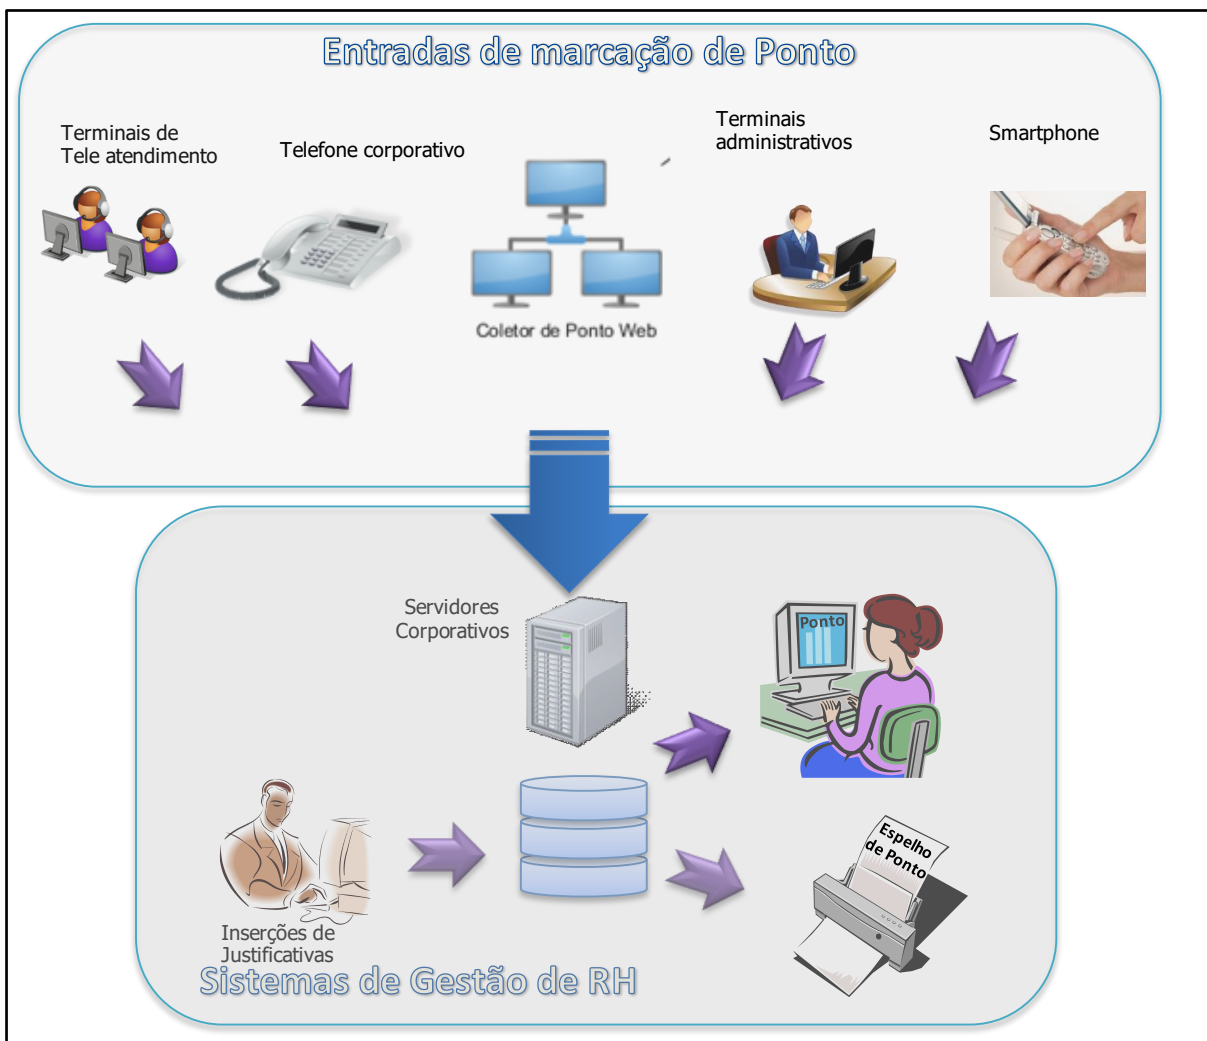 Entradas de marcação de Ponto
Terminais de
Tele atendimento
Telefone corporativo
Terminais
administrativos
Smartphone
Coletor de Ponto Web
Servidores
Corporativos
Ponto
Espelho
de Ponto
Inserções de
Justificativas
Sistemas de Gestão de RH